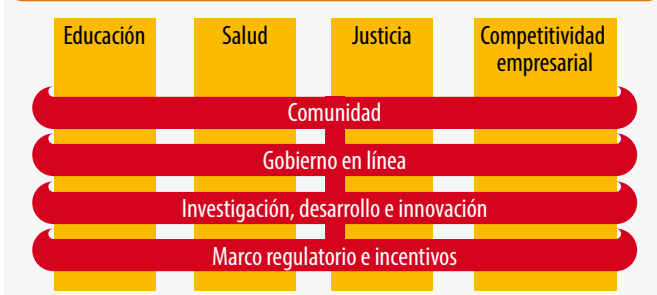 Educación
Salud
Justicia
Competitividad
empresarial
Comunidad
Gobierno en línea
Investigación, desarrollo e innovación
Marco regulatorio e incentivos